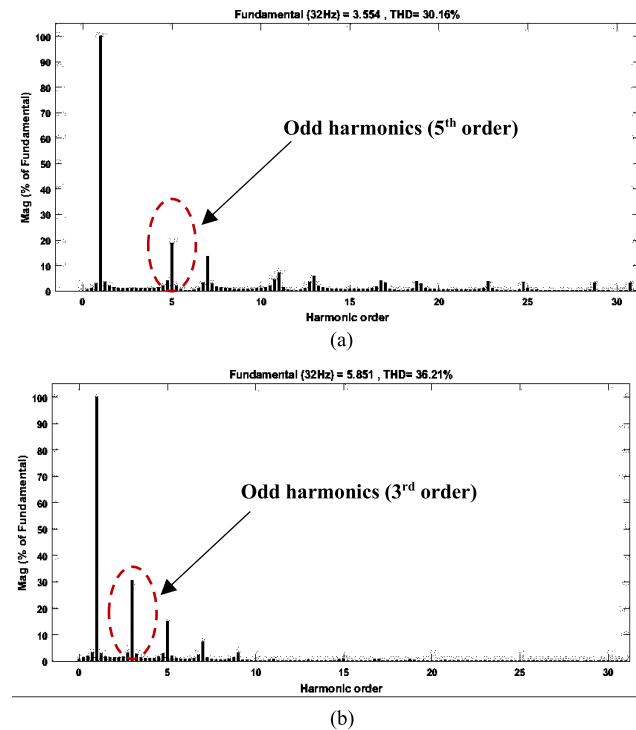 Fundamental (32Hz) = 3.554 , THD= 30.16%
100
90
80
70
60
50
40
30
20
10
0
Mag (% of Fundamental)
Odd harmonics (5th order)
0 5 10 15 20 25 30
Harmonic order
(a)
Fundamental (32Hz) = 5.851 , THD= 36.21%
100
90
80
70
60
50
40
30
20
10
0
Mag (% of Fundamental)
Odd harmonics (3rd order)
0 5 10 15 20 25 30
Harmonic order
(b)